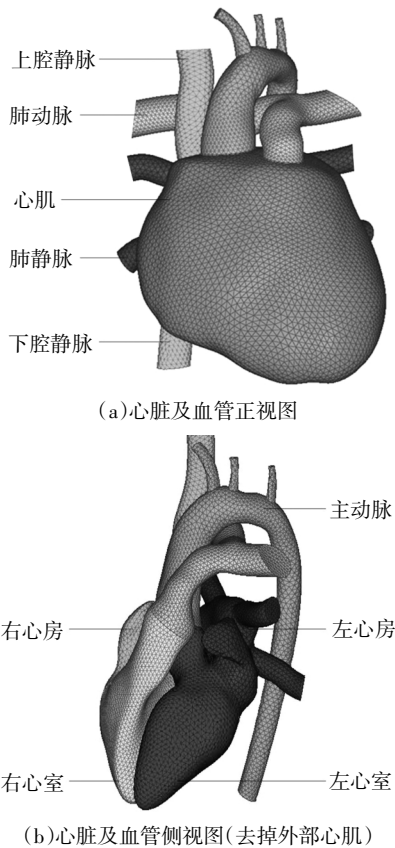 上腔静脉
肺动脉
心肌
肺静脉
下腔静脉
(a)心脏及血管正视图
主动脉
右心房
左心房
右心室
左心室
(b)心脏及血管侧视图(去掉外部心肌)